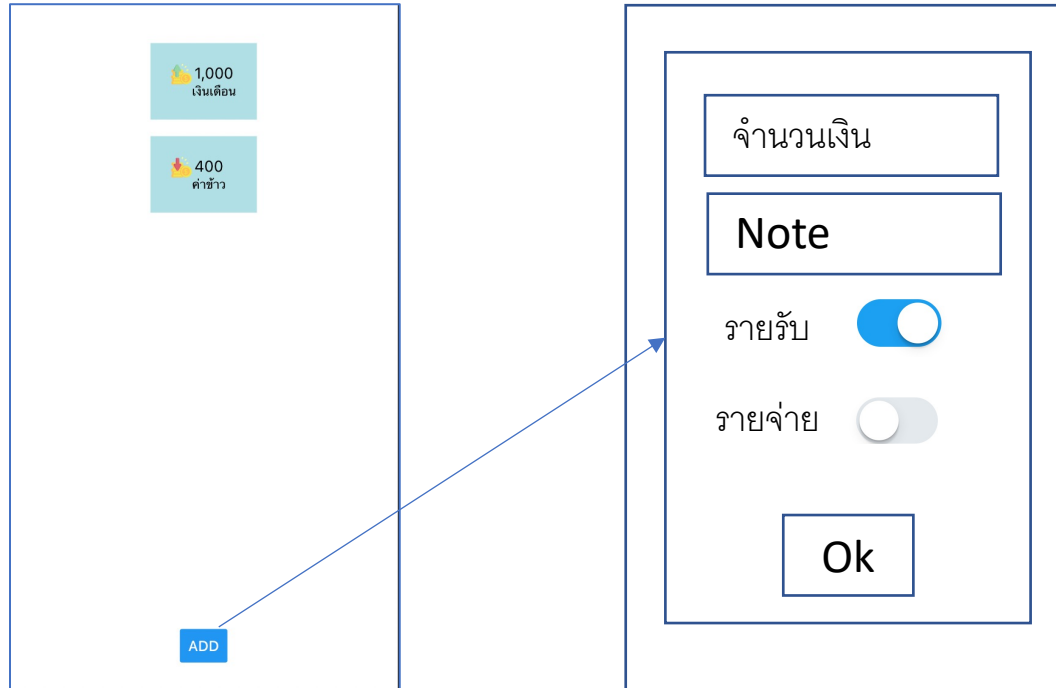 1,000
เงินเดือน
400
ค่าข้าว
ADD
จำนวนเงิน
Note
รายรับ
รายจ่าย
Ok